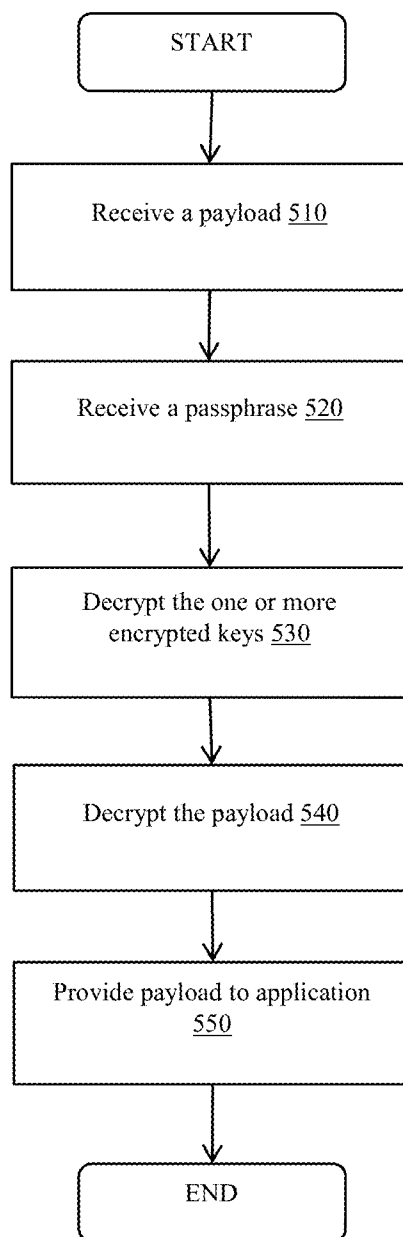 START
Receive a payload 510
Receive a passphrase 520
Decrypt the one or more
encrypted keys 530
Decrypt the payload 540
Provide payload to application
550
END